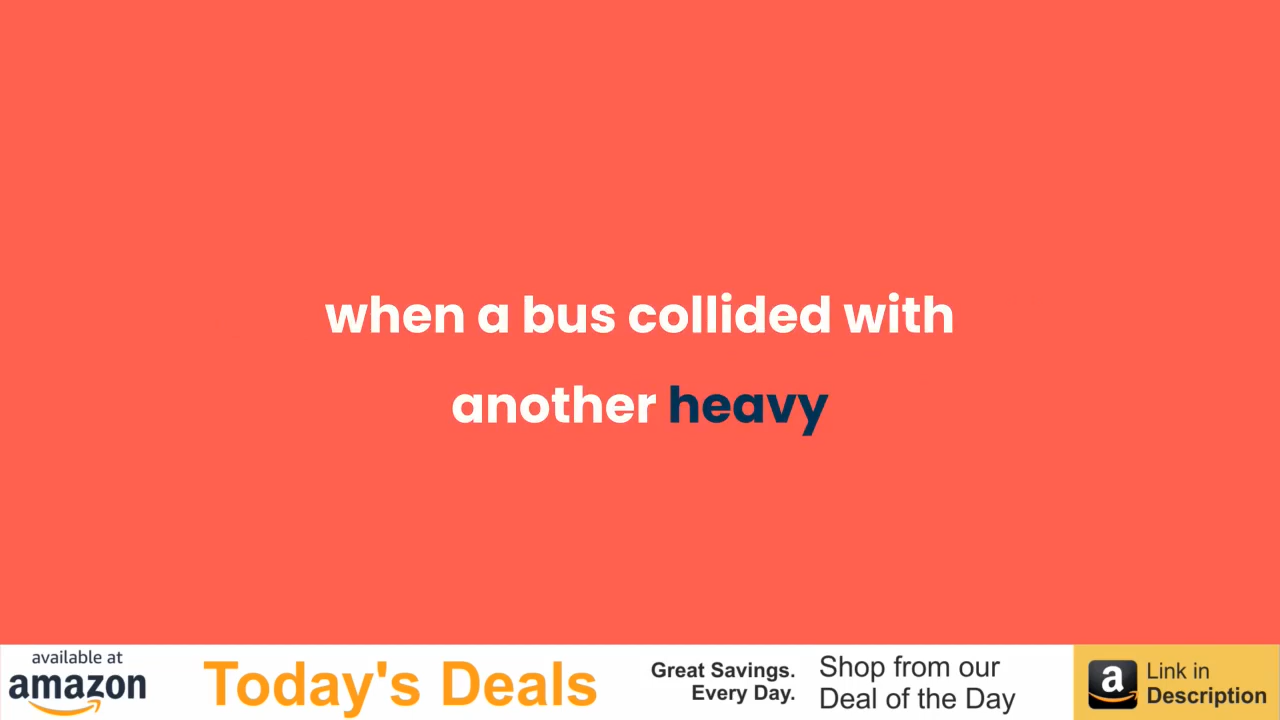 when a bus collided with
another heavy
available at
amazon
Today's Deals
Great Savings.
Every Day.
Shop from our
Deal of the Day
a
Link in
Description